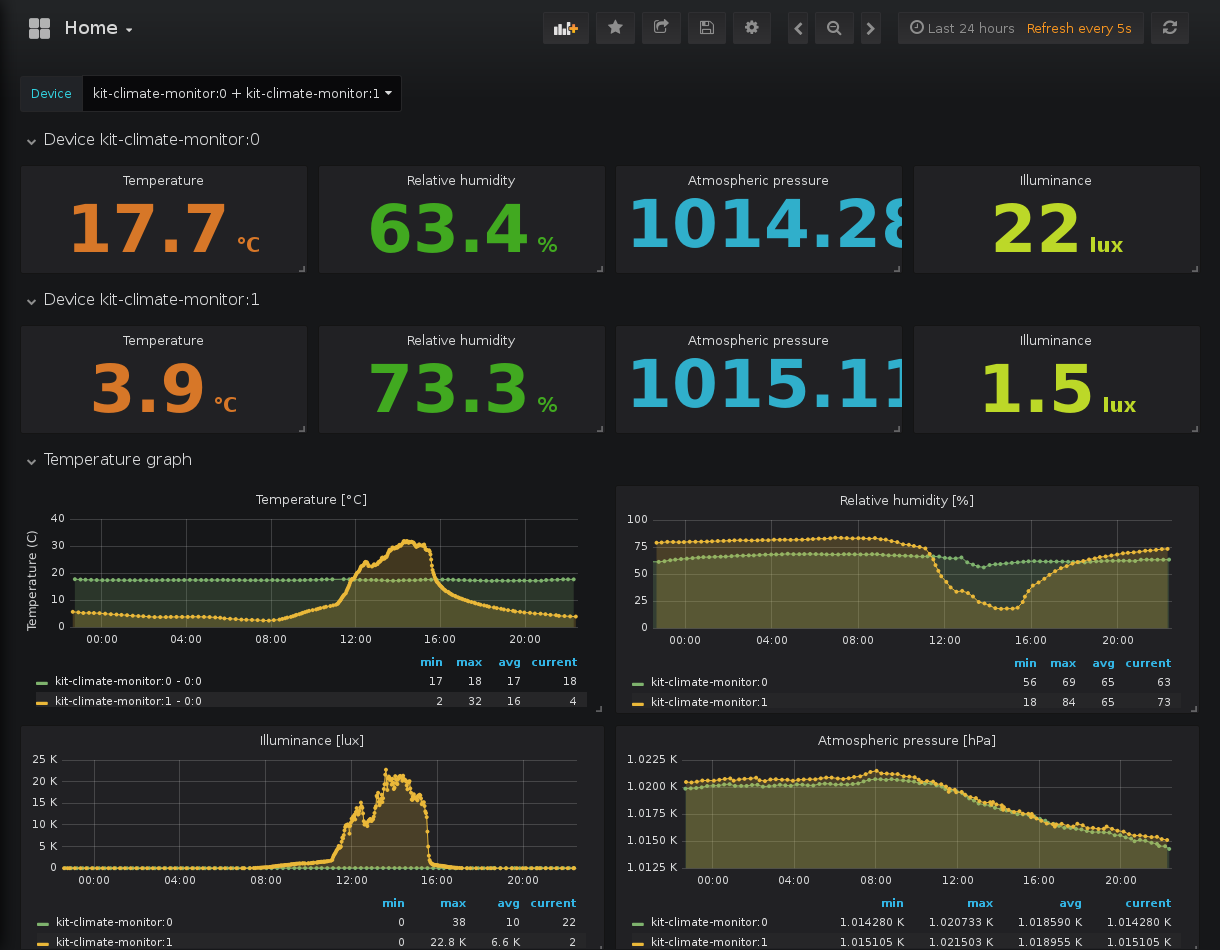 Home
Last 24 hours Refresh every 5s
Device kit-climate-monitor:0 + kit-climate-monitor:1
Device kit-climate-monitor:0
Temperature Relative humidity Atmospheric pressure Illuminance
17.7 °C 63.4 % 1014.28 22 lux
Device kit-climate-monitor:1
Temperature Relative humidity Atmospheric pressure Illuminance
3.9 °C 73.3 % 1015.11 1.5 lux
Temperature graph
Temperature [°C]
Temperature (C)
40
30
20
10
0
00:00 04:00 08:00 12:00 16:00 20:00
min max avg current
kit-climate-monitor:0 - 0:0 17 18 17 18
kit-climate-monitor:1 - 0:0 2 32 16 4
Relative humidity [%]
100
75
50
25
0
00:00 04:00 08:00 12:00 16:00 20:00
min max avg current
kit-climate-monitor:0 56 69 65 63
kit-climate-monitor:1 18 84 65 73
Illuminance [lux]
25 K
20 K
15 K
10 K
5 K
0
00:00 04:00 08:00 12:00 16:00 20:00
min max avg current
kit-climate-monitor:0 0 38 10 22
kit-climate-monitor:1 0 22.8 K 6.6 K 2
Atmospheric pressure [hPa]
1.0225 K
1.0200 K
1.0175 K
1.0150 K
1.0125 K
00:00 04:00 08:00 12:00 16:00 20:00
min max avg current
kit-climate-monitor:0 1.014280 K 1.020733 K 1.018590 K 1.014280 K
kit-climate-monitor:1 1.015105 K 1.021503 K 1.018955 K 1.015105 K